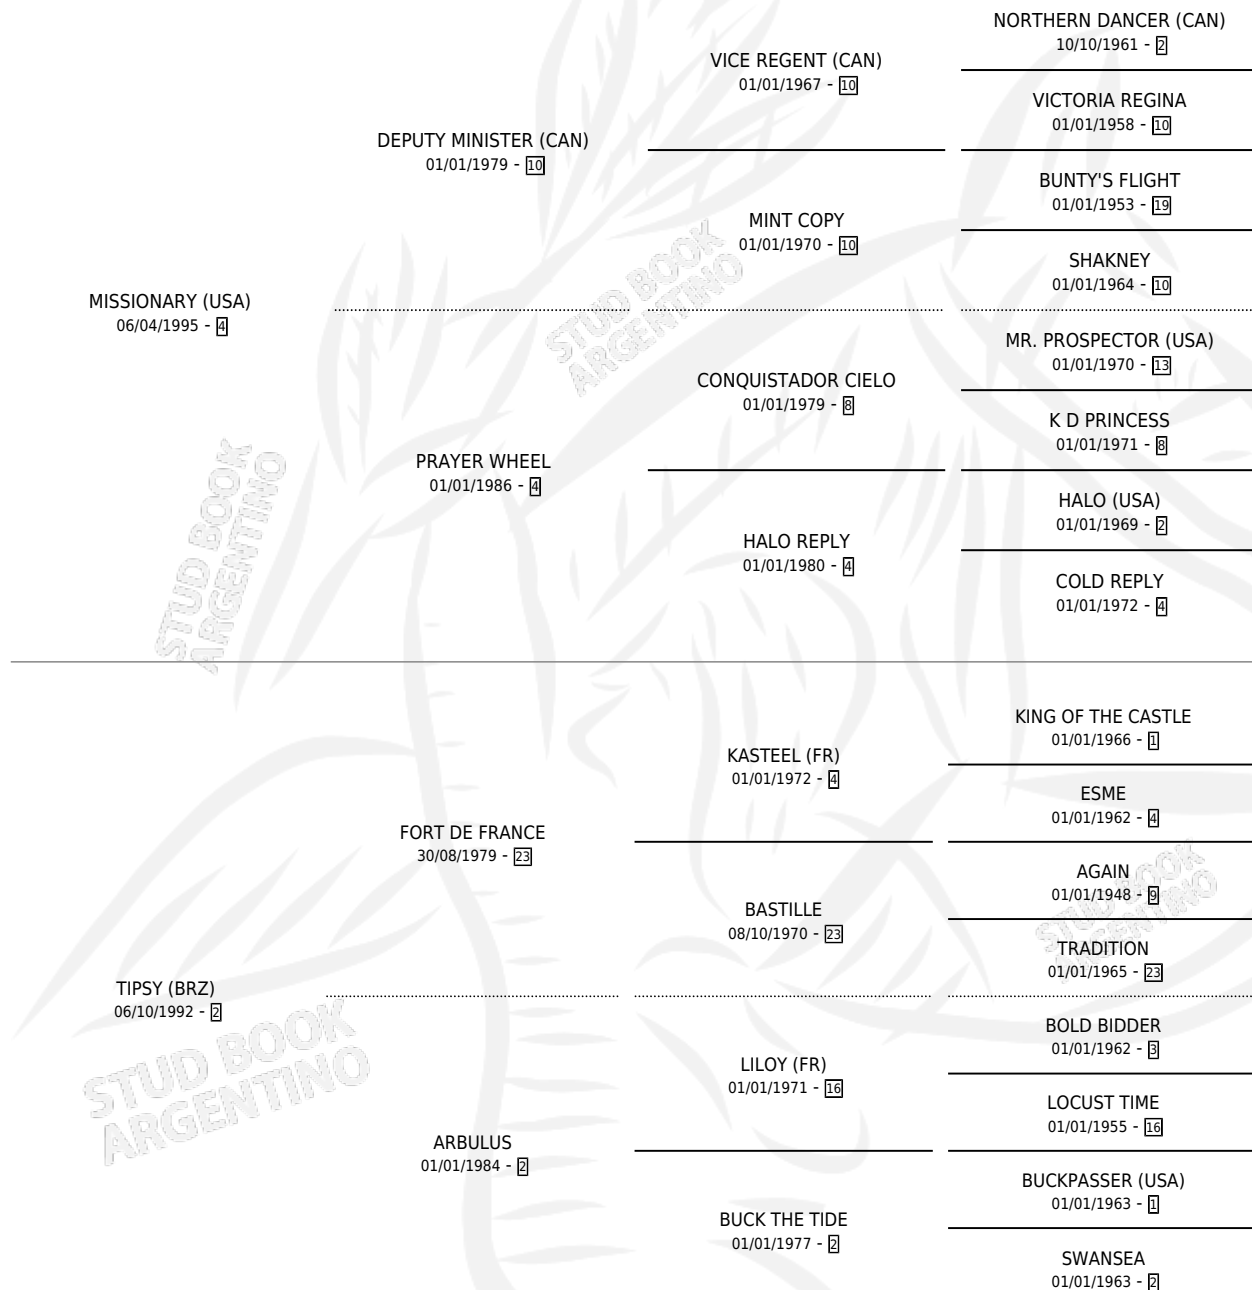 NORTHERN DANCER (CAN)
10/10/1961 - 2
VICE REGENT (CAN)
01/01/1967 - 10
VICTORIA REGINA
01/01/1958 - 10
DEPUTY MINISTER (CAN)
01/01/1979 - 10
BUNTY'S FLIGHT
01/01/1953 - 19
MINT COPY
01/01/1970 - 10
SHAKNEY
01/01/1964 - 10
MISSIONARY (USA)
06/04/1995 - 4
STUD BOOK
ARGENTINO
MR. PROSPECTOR (USA)
01/01/1970 - 13
CONQUISTADOR CIELO
01/01/1979 - 8
K D PRINCESS
01/01/1971 - 8
PRAYER WHEEL
01/01/1986 - 4
HALO (USA)
01/01/1969 - 2
HALO REPLY
01/01/1980 - 4
COLD REPLY
01/01/1972 - 4
STUD BOOK
ARGENTINO
KING OF THE CASTLE
01/01/1966 - 1
KASTEEL (FR)
01/01/1972 - 4
ESME
01/01/1962 - 4
FORT DE FRANCE
30/08/1979 - 23
AGAIN
01/01/1948 - 9
BASTILLE
08/10/1970 - 23
STUD BOOK
ARGENTINO
TRADITION
01/01/1965 - 23
TIPSY (BRZ)
06/10/1992 - 2
BOLD BIDDER
01/01/1962 - 3
LILOY (FR)
01/01/1971 - 16
LOCUST TIME
01/01/1955 - 16
STUD BOOK
ARGENTINO
ARBULUS
01/01/1984 - 2
BUCKPASSER (USA)
01/01/1963 - 1
BUCK THE TIDE
01/01/1977 - 2
SWANSEA
01/01/1963 - 2